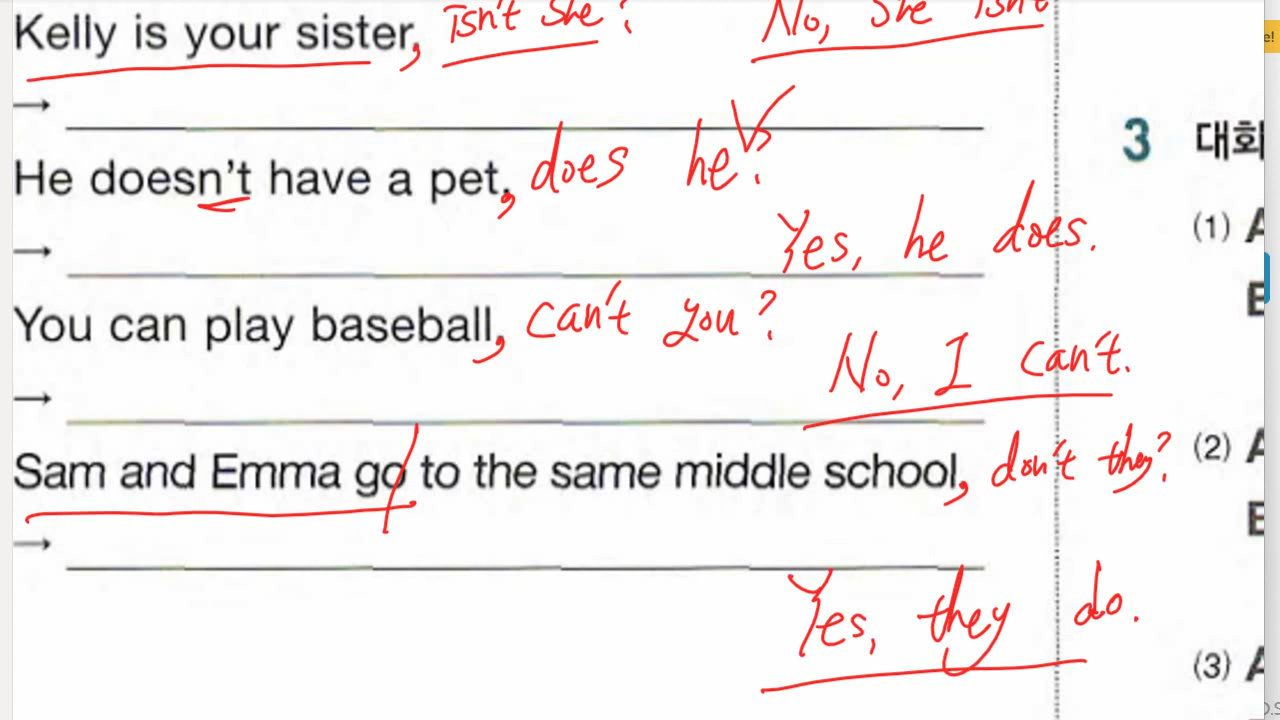 Kelly is your sister, isn't she? No, she isn't
→
He doesn't have a pet, does he?
→ Yes, he does.
You can play baseball, can't you?
→ No, I can't.
Sam and Emma go to the same middle school, don't they?
→
Yes, they do.
3 대화
(1) A
B
(2) A
B
(3) A